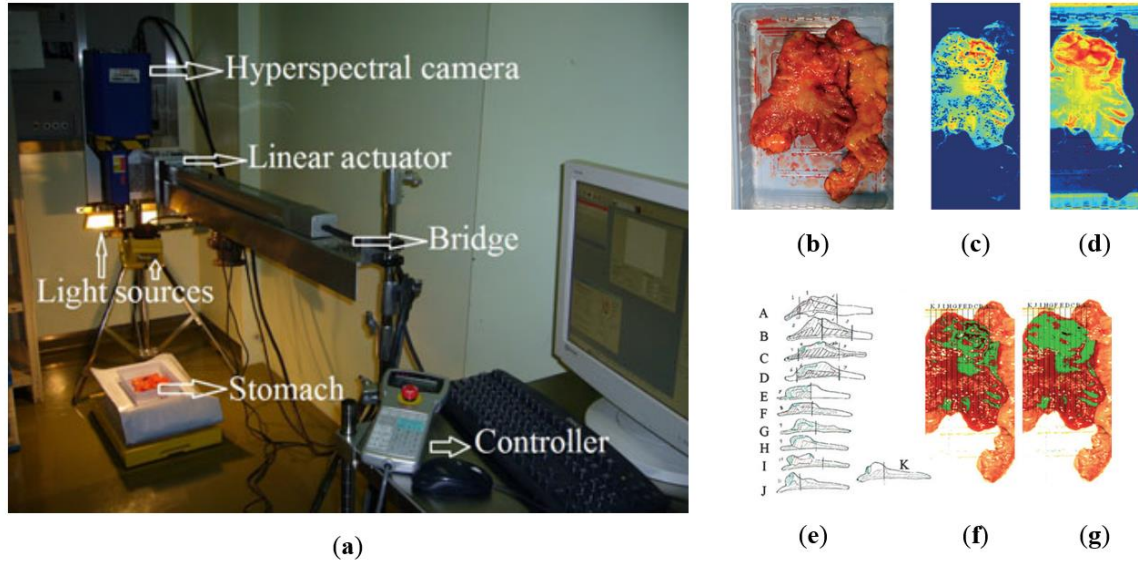 Hyperspectral camera
Linear actuator
Bridge
Light sources
Stomach
Controller
(a)
(b)
(c)
(d)
A
B
C
D
E
F
G
H
I
J
K
(e)
K J I H G F E D C B A
(f)
K J I H G F E D C B A
(g)